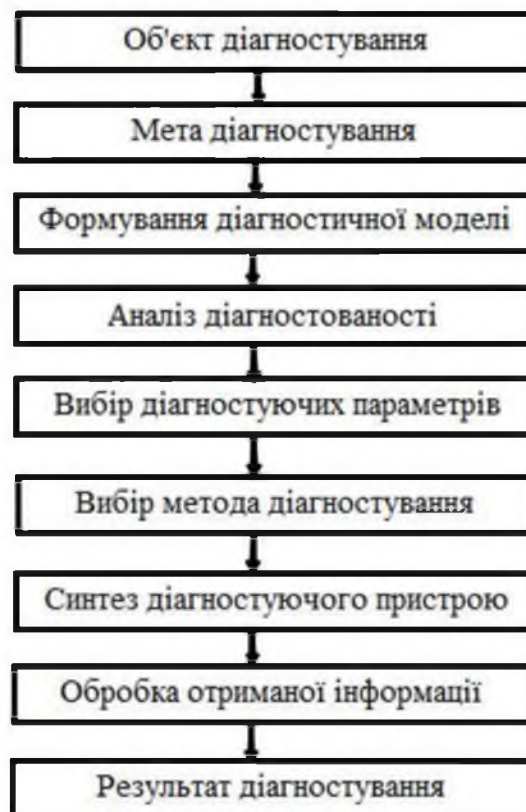 Об'єкт діагностування
Мета діагностування
Формування діагностичної моделі
Аналіз діагностованості
Вибір діагностуючих параметрів
Вибір метода діагностування
Синтез діагностуючого пристрою
Обробка отриманої інформації
Результат діагностування